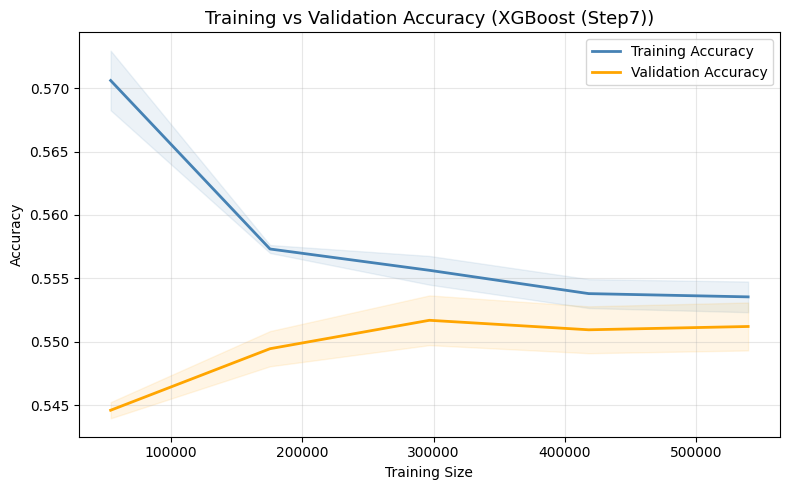 Training vs Validation Accuracy (XGBoost (Step7))
Training Accuracy
Validation Accuracy
0.570
0.565
0.560
0.555
0.550
0.545
Accuracy
100000
200000
300000
400000
500000
Training Size